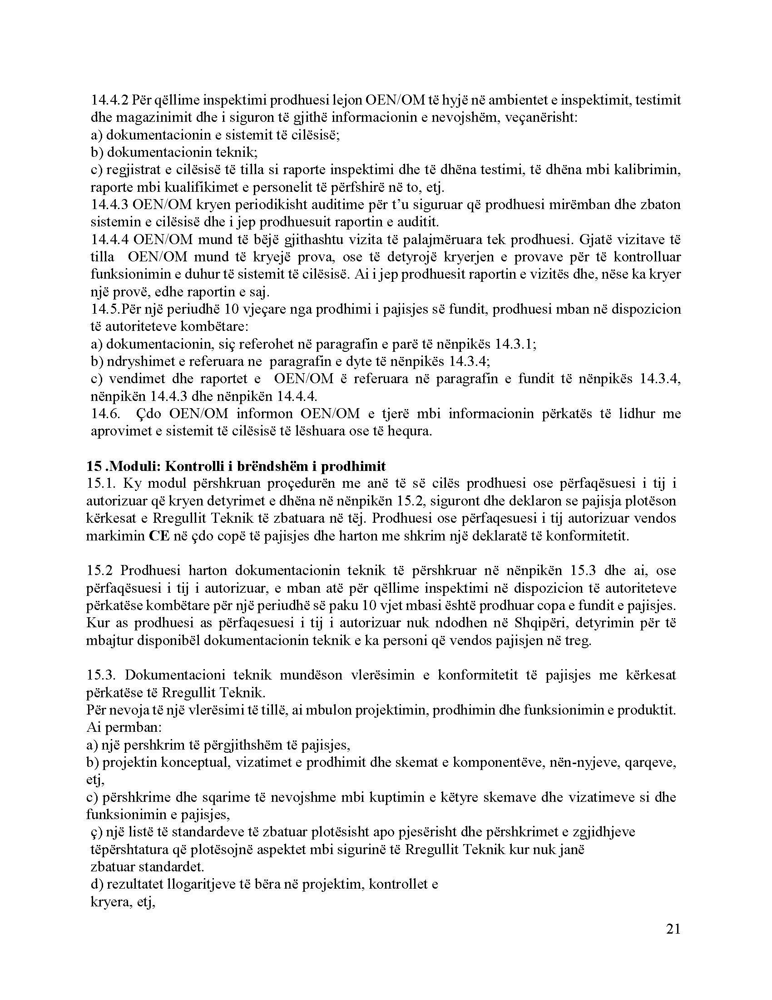 14.4.2 Për qëllime inspektimi prodhuesi lejon OEN/OM të hyjë në ambientet e inspektimit, testimit
dhe magazinimit dhe i siguron të gjithë informacionin e nevojshëm, veçanërisht:
a) dokumentacionin e sistemit të cilësisë;
b) dokumentacionin teknik;
c) regjistrat e cilësisë të tilla si raporte inspektimi dhe të dhëna testimi, të dhëna mbi kalibrimin,
raporte mbi kualifikimet e personelit të përfshirë në to, etj.
14.4.3 OEN/OM kryen periodikisht auditime për t’u siguruar që prodhuesi mirëmban dhe zbaton
sistemin e cilësisë dhe i jep prodhuesuit raportin e auditit.
14.4.4 OEN/OM mund të bëjë gjithashtu vizita të palajmëruara tek prodhuesi. Gjatë vizitave të
tilla OEN/OM mund të kryejë prova, ose të detyrojë kryerjen e provave për të kontrolluar
funksionimin e duhur të sistemit të cilësisë. Ai i jep prodhuesit raportin e vizitës dhe, nëse ka kryer
një provë, edhe raportin e saj.
14.5.Për një periudhë 10 vjeçare nga prodhimi i pajisjes së fundit, prodhuesi mban në dispozicion
të autoriteteve kombëtare:
a) dokumentacionin, siç referohet në paragrafin e parë të nënpikës 14.3.1;
b) ndryshimet e referuara ne paragrafin e dyte të nënpikës 14.3.4;
c) vendimet dhe raportet e OEN/OM ë referuara në paragrafin e fundit të nënpikës 14.3.4,
nënpikën 14.4.3 dhe nënpikën 14.4.4.
14.6. Çdo OEN/OM informon OEN/OM e tjerë mbi informacionin përkatës të lidhur me
aprovimet e sistemit të cilësisë të lëshuara ose të hequra.
15 .Moduli: Kontrolli i brëndshëm i prodhimit
15.1. Ky modul përshkruan proçedurën me anë të së cilës prodhuesi ose përfaqësuesi i tij i
autorizuar që kryen detyrimet e dhëna në nënpikën 15.2, siguront dhe deklaron se pajisja plotëson
kërkesat e Rregullit Teknik të zbatuara në tëj. Prodhuesi ose përfaqesuesi i tij autorizuar vendos
markimin CE në çdo copë të pajisjes dhe harton me shkrim një deklaratë të konformitetit.
15.2 Prodhuesi harton dokumentacionin teknik të përshkruar në nënpikën 15.3 dhe ai, ose
përfaqësuesi i tij i autorizuar, e mban atë për qëllime inspektimi në dispozicion të autoriteteve
përkatëse kombëtare për një periudhë së paku 10 vjet mbasi është prodhuar copa e fundit e pajisjes.
Kur as prodhuesi as përfaqesuesi i tij i autorizuar nuk ndodhen në Shqipëri, detyrimin për të
mbajtur disponibël dokumentacionin teknik e ka personi që vendos pajisjen në treg.
15.3. Dokumentacioni teknik mundëson vlerësimin e konformitetit të pajisjes me kërkesat
përkatëse të Rregullit Teknik.
Për nevoja të një vlerësimi të tillë, ai mbulon projektimin, prodhimin dhe funksionimin e produktit.
Ai permban:
a) një pershkrim të përgjithshëm të pajisjes,
b) projektin konceptual, vizatimet e prodhimit dhe skemat e komponentëve, nën-nyjeve, qarqeve,
etj,
c) përshkrime dhe sqarime të nevojshme mbi kuptimin e këtyre skemave dhe vizatimeve si dhe
funksionimin e pajisjes,
ç) një listë të standardeve të zbatuar plotësisht apo pjesërisht dhe përshkrimet e zgjidhjeve
tëpërshtatura që plotësojnë aspektet mbi sigurinë të Rregullit Teknik kur nuk janë
zbatuar standardet.
d) rezultatet llogaritjeve të bëra në projektim, kontrollet e
kryera, etj,
21